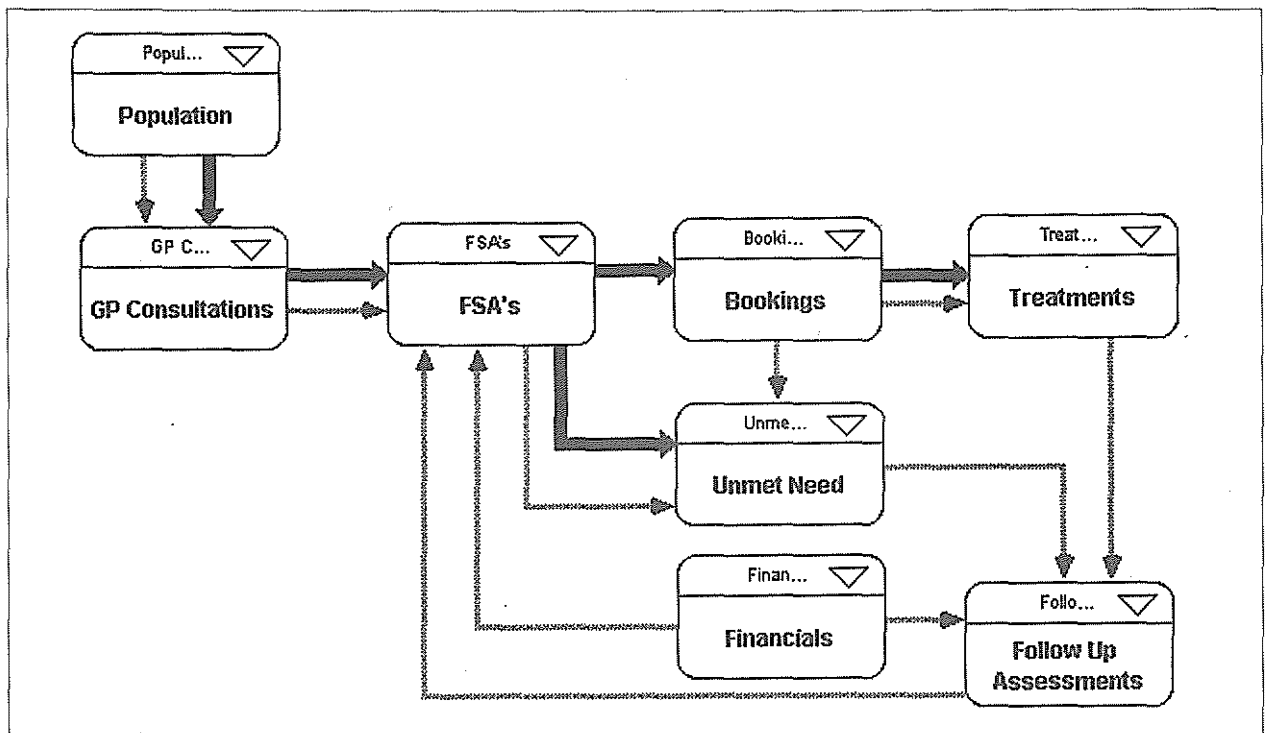 Popul...
Population
GP C...
GP Consultations
FSA's
FSA's
Booki...
Bookings
Treat...
Treatments
Unme...
Unmet Need
Finan...
Financials
Follo...
Follow Up
Assessments